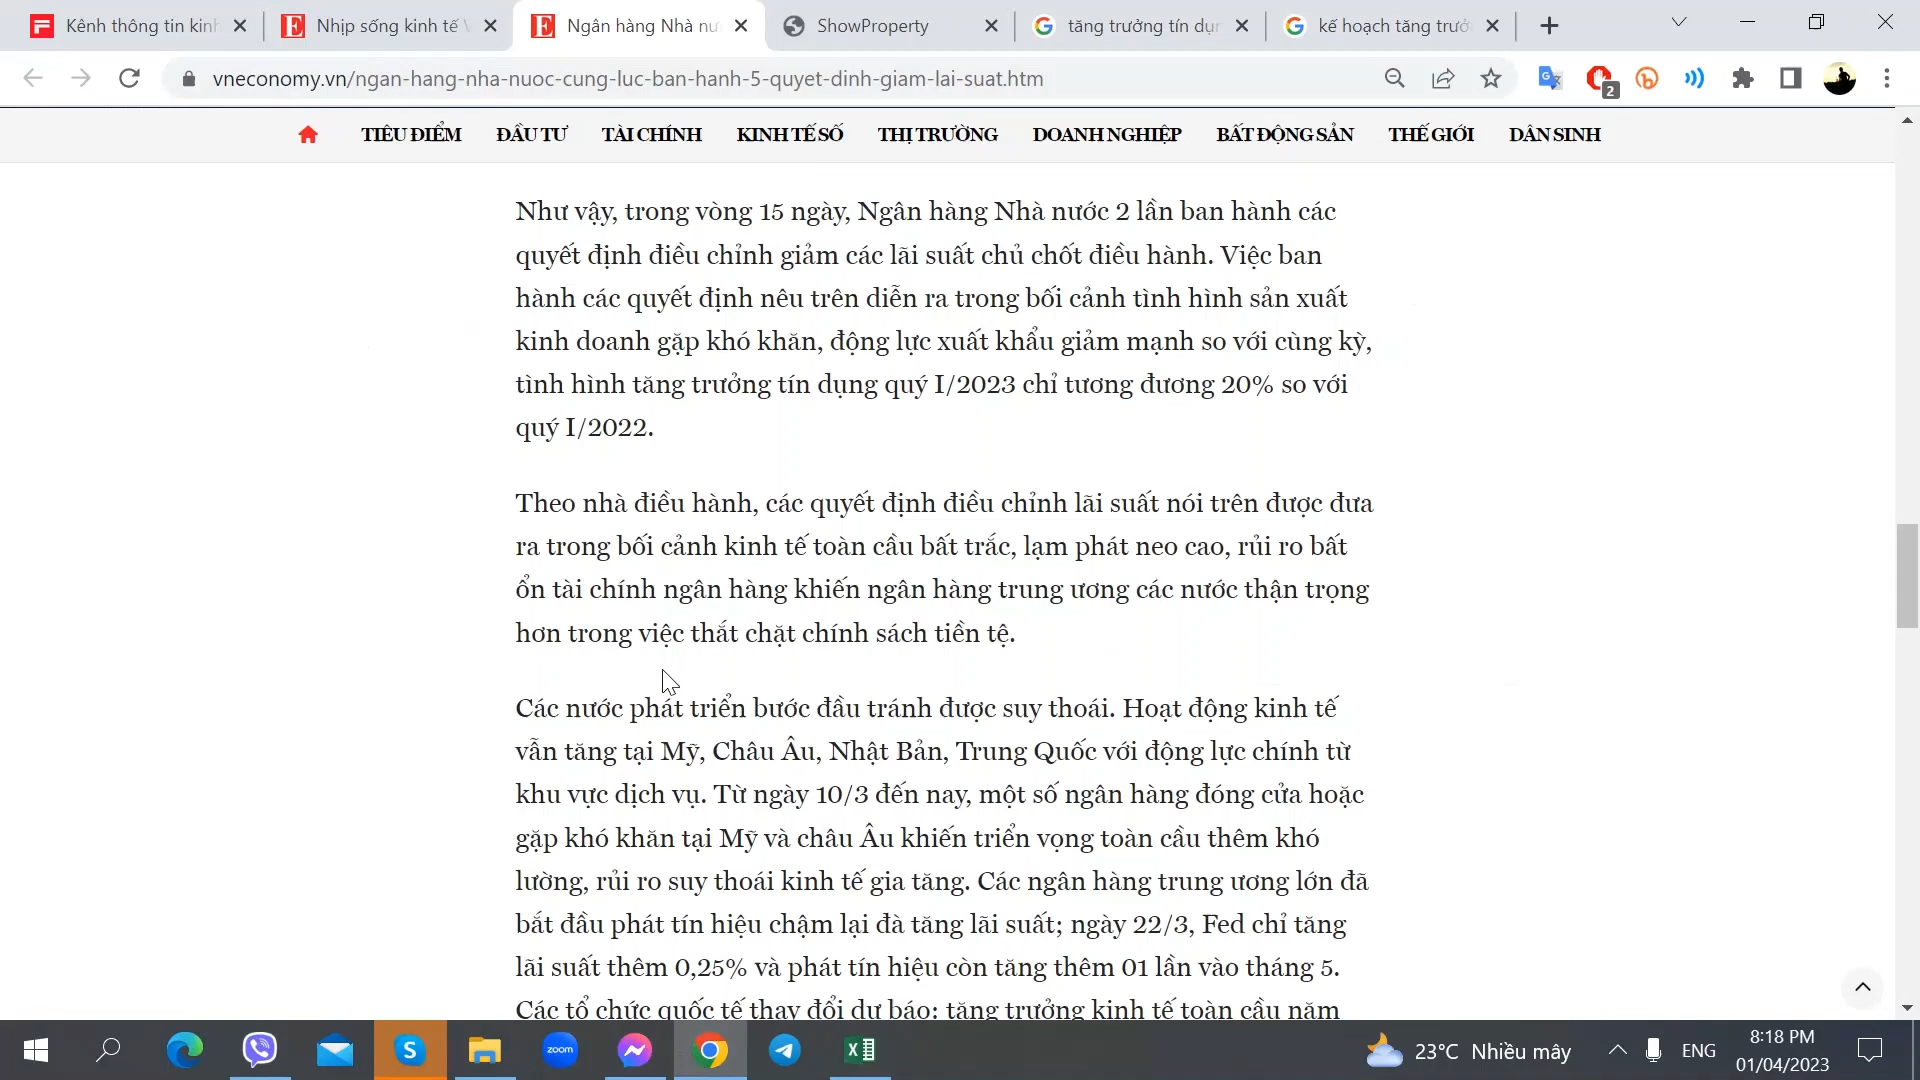 Kênh thông tin kinh
Nhịp sống kinh tế V
Ngân hàng Nhà nư
ShowProperty
tăng trưởng tín dụn
kế hoạch tăng trưở
vneconomy.vn/ngan-hang-nha-nuoc-cung-luc-ban-hanh-5-quyet-dinh-giam-lai-suat.htm
2
TIÊU ĐIỂM ĐẦU TƯ TÀI CHÍNH KINH TẾ SỐ THỊ TRƯỜNG DOANH NGHIỆP BẤT ĐỘNG SẢN THẾ GIỚI DÂN SINH
Như vậy, trong vòng 15 ngày, Ngân hàng Nhà nước 2 lần ban hành các
quyết định điều chỉnh giảm các lãi suất chủ chốt điều hành. Việc ban
hành các quyết định nêu trên diễn ra trong bối cảnh tình hình sản xuất
kinh doanh gặp khó khăn, động lực xuất khẩu giảm mạnh so với cùng kỳ,
tình hình tăng trưởng tín dụng quý I/2023 chỉ tương đương 20% so với
quý I/2022.
Theo nhà điều hành, các quyết định điều chỉnh lãi suất nói trên được đưa
ra trong bối cảnh kinh tế toàn cầu bất trắc, lạm phát neo cao, rủi ro bất
ổn tài chính ngân hàng khiến ngân hàng trung ương các nước thận trọng
hơn trong việc thắt chặt chính sách tiền tệ.
Các nước phát triển bước đầu tránh được suy thoái. Hoạt động kinh tế
vẫn tăng tại Mỹ, Châu Âu, Nhật Bản, Trung Quốc với động lực chính từ
khu vực dịch vụ. Từ ngày 10/3 đến nay, một số ngân hàng đóng cửa hoặc
gặp khó khăn tại Mỹ và châu Âu khiến triển vọng toàn cầu thêm khó
lường, rủi ro suy thoái kinh tế gia tăng. Các ngân hàng trung ương lớn đã
bắt đầu phát tín hiệu chậm lại đà tăng lãi suất; ngày 22/3, Fed chỉ tăng
lãi suất thêm 0,25% và phát tín hiệu còn tăng thêm 01 lần vào tháng 5.
Các tổ chức quốc tế thay đổi dự báo: tăng trưởng kinh tế toàn cầu năm
zoom
23°C Nhiều mây
ENG
8:18 PM
01/04/2023